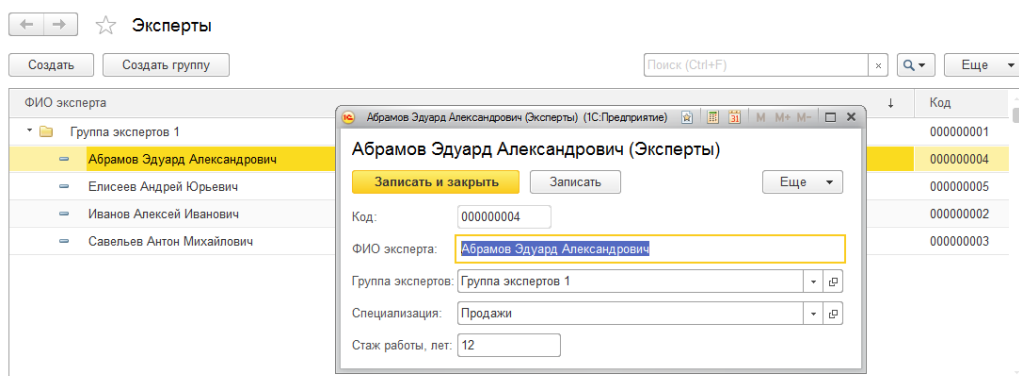 Эксперты
Создать Создать группу Поиск (Ctrl+F) × Еще
ФИО эксперта ↓ Код
Группа экспертов 1 000000001
Абрамов Эдуард Александрович 000000004
Елисеев Андрей Юрьевич 000000005
Иванов Алексей Иванович 000000002
Савельев Антон Михайлович 000000003
Абрамов Эдуард Александрович (Эксперты) (1С:Предприятие) 31 M M+ M-
Абрамов Эдуард Александрович (Эксперты)
Записать и закрыть Записать Еще
Код: 000000004
ФИО эксперта: Абрамов Эдуард Александрович
Группа экспертов: Группа экспертов 1
Специализация: Продажи
Стаж работы, лет: 12